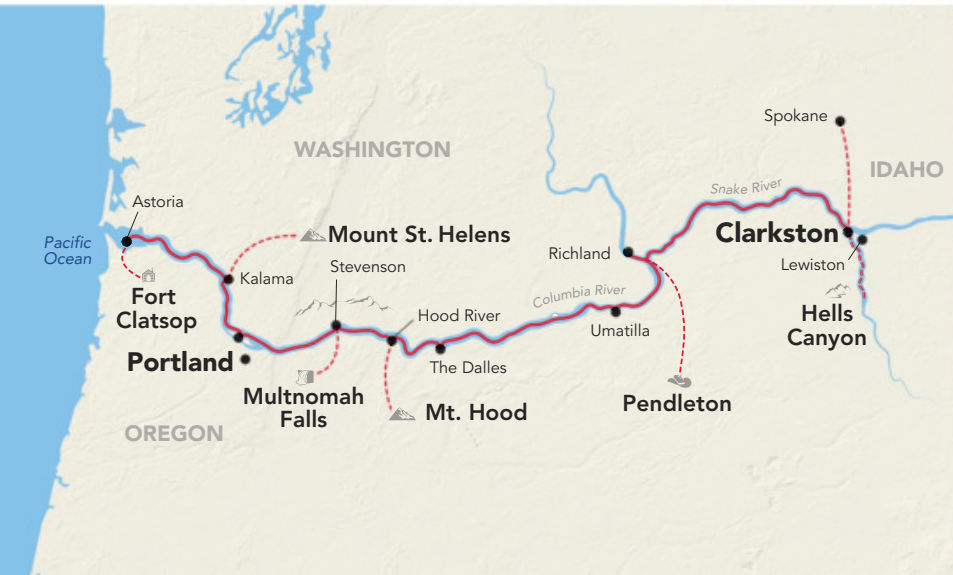 Spokane
WASHINGTON
IDAHO
Snake River
Astoria
Pacific
Ocean
Mount St. Helens
Clarkston
Richland
Lewiston
Stevenson
Kalama
Columbia River
Fort
Clatsop
Hood River
Umatilla
Hells
Canyon
Portland
The Dalles
Multnomah
Falls
Pendleton
Mt. Hood
OREGON